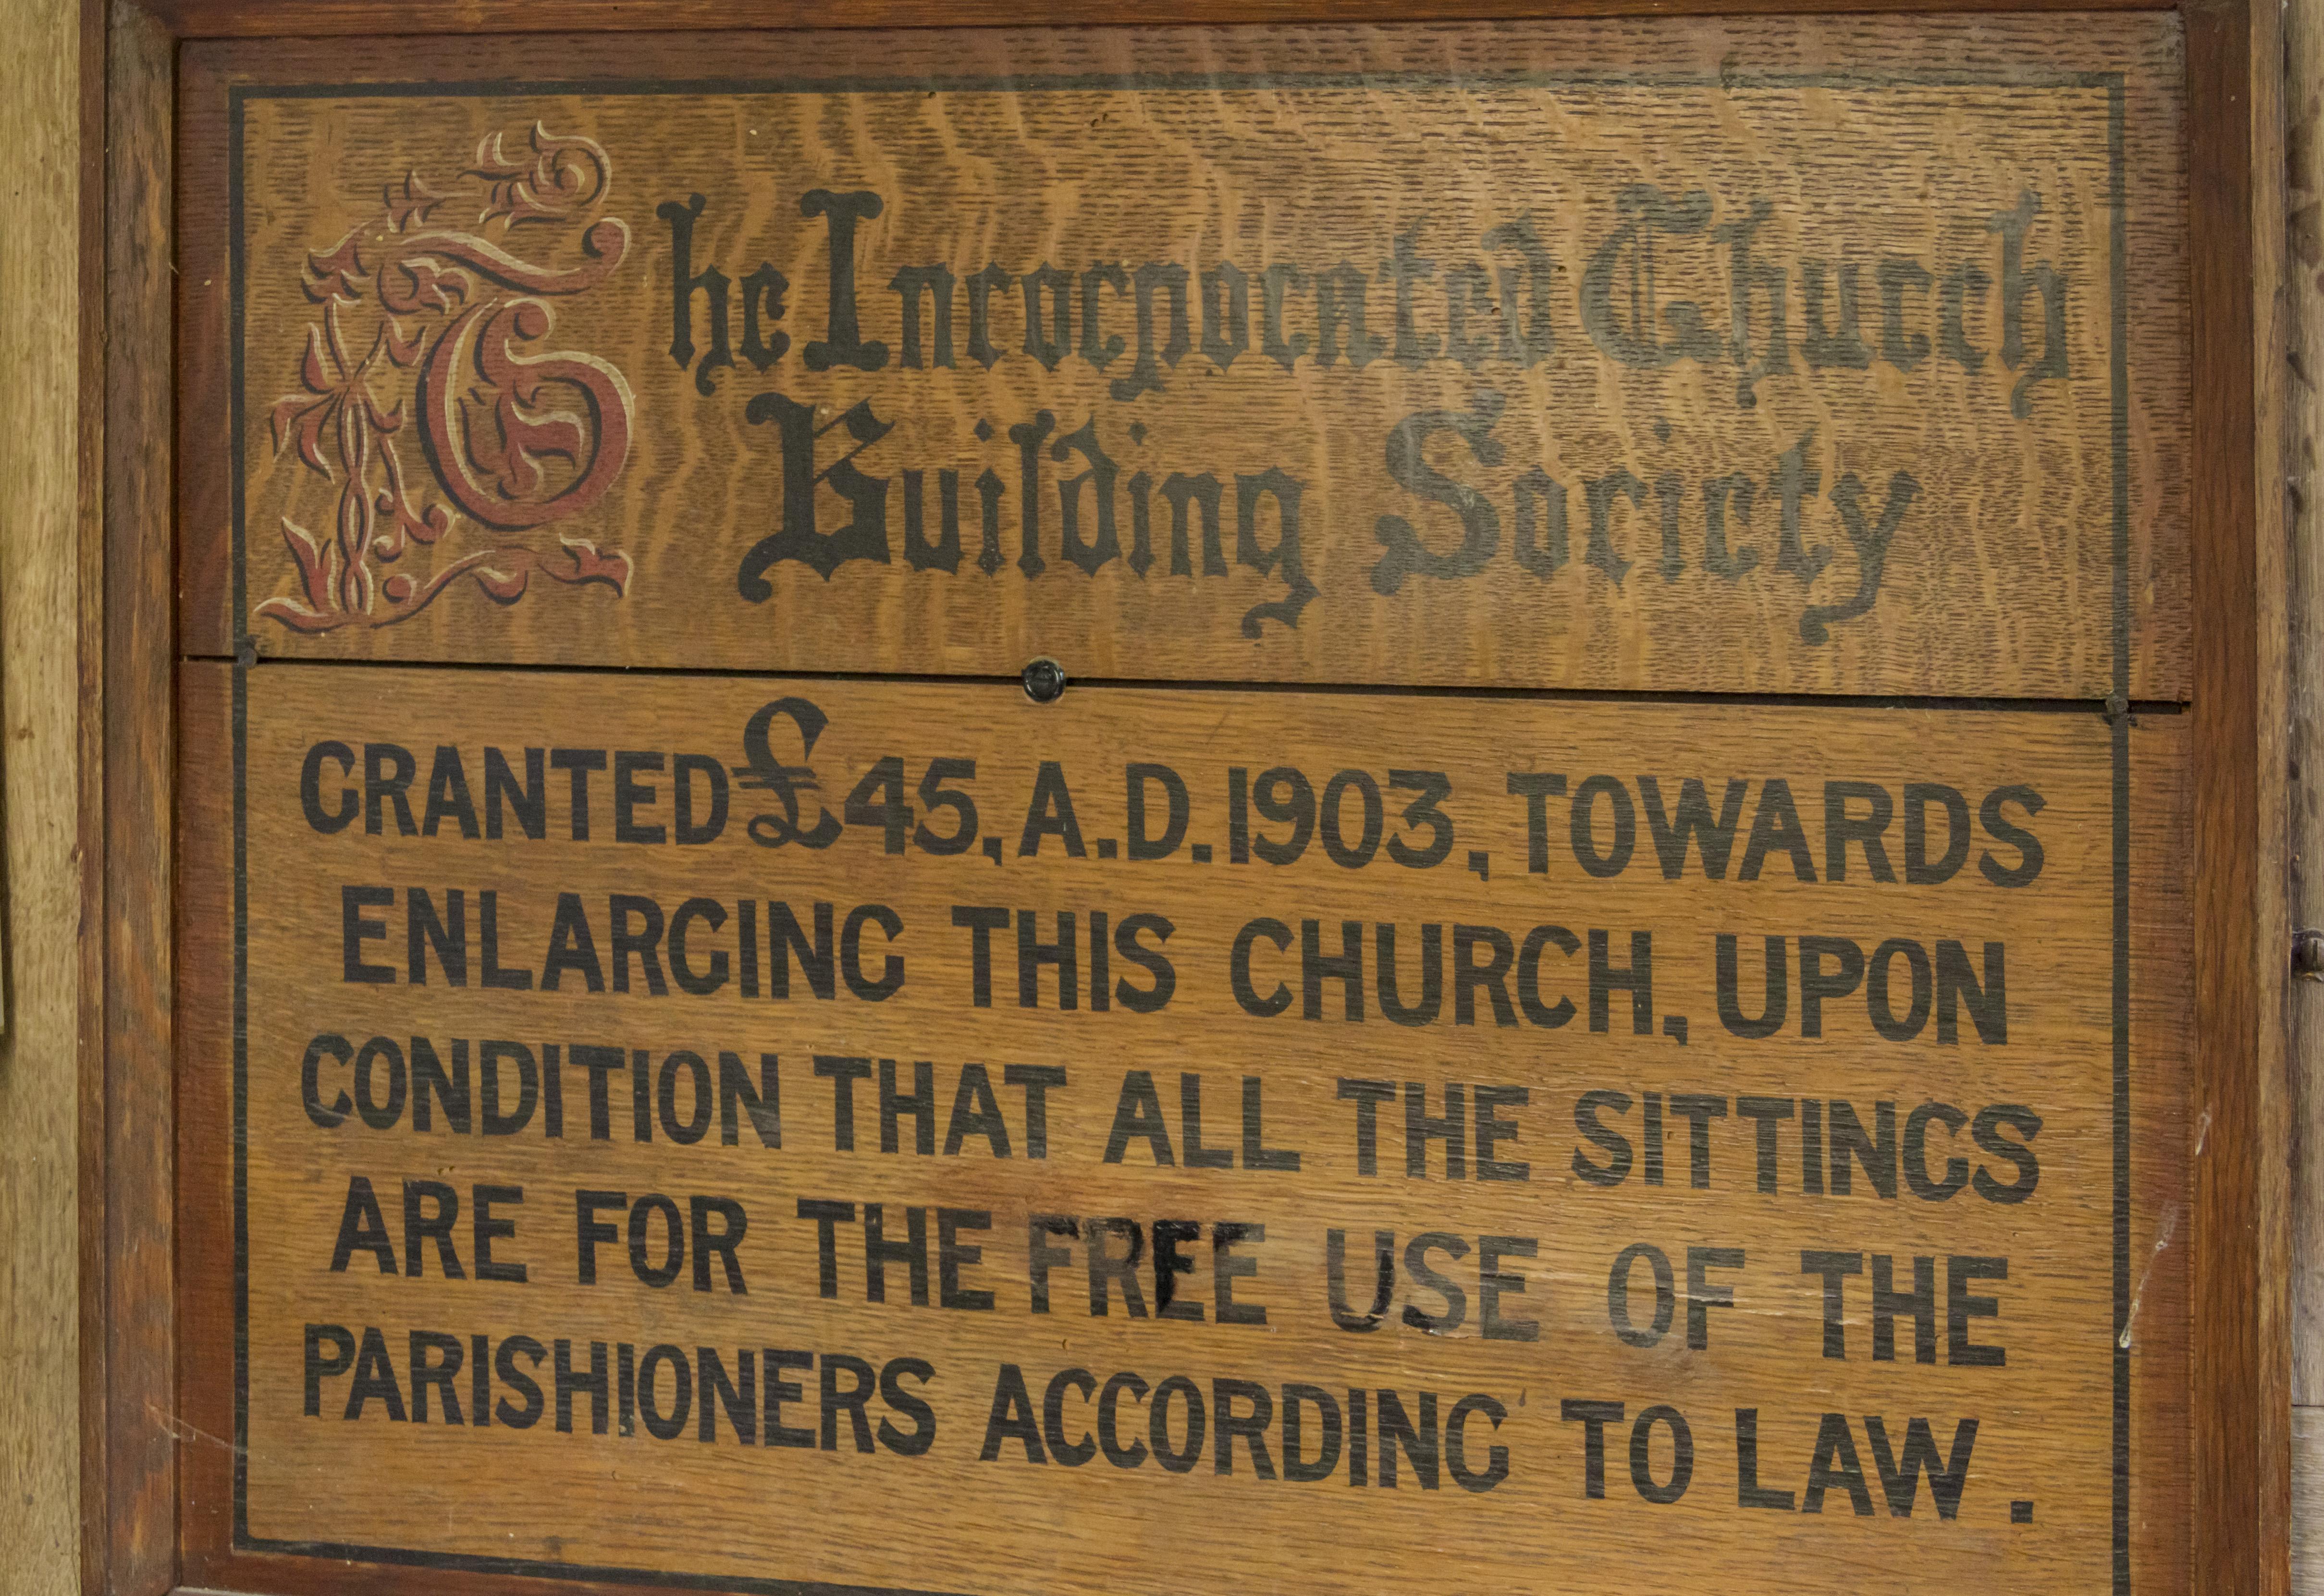 The Incorporated Church
Building Society
GRANTED £45, A.D. 1903, TOWARDS
ENLARGING THIS CHURCH, UPON
CONDITION THAT ALL THE SITTINGS
ARE FOR THE FREE USE OF THE
PARISHIONERS ACCORDING TO LAW.